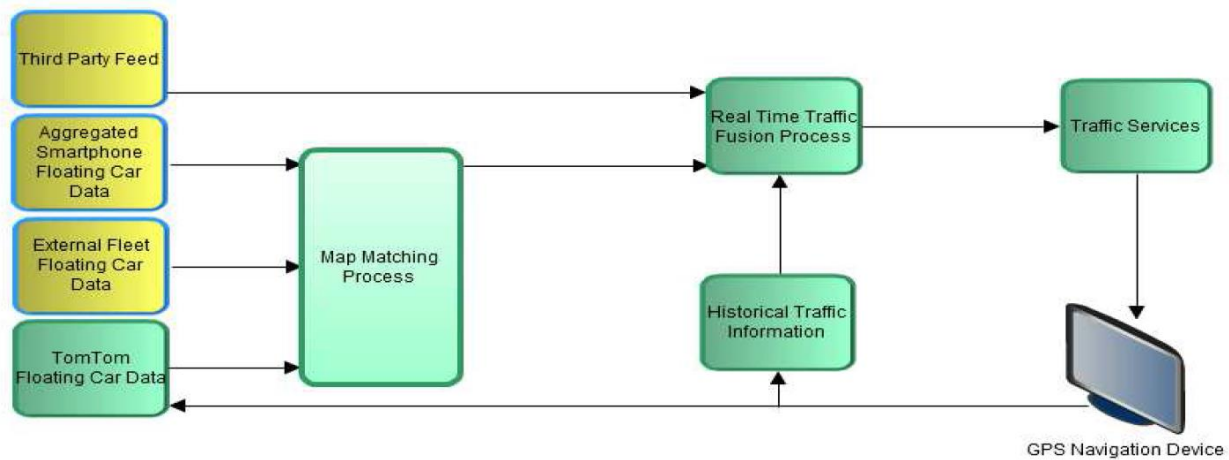 Third Party Feed
Aggregated
Smartphone
Floating Car
Data
External Fleet
Floating Car
Data
TomTom
Floating Car Data
Map Matching
Process
Real Time Traffic
Fusion Process
Historical Traffic
Information
Traffic Services
GPS Navigation Device